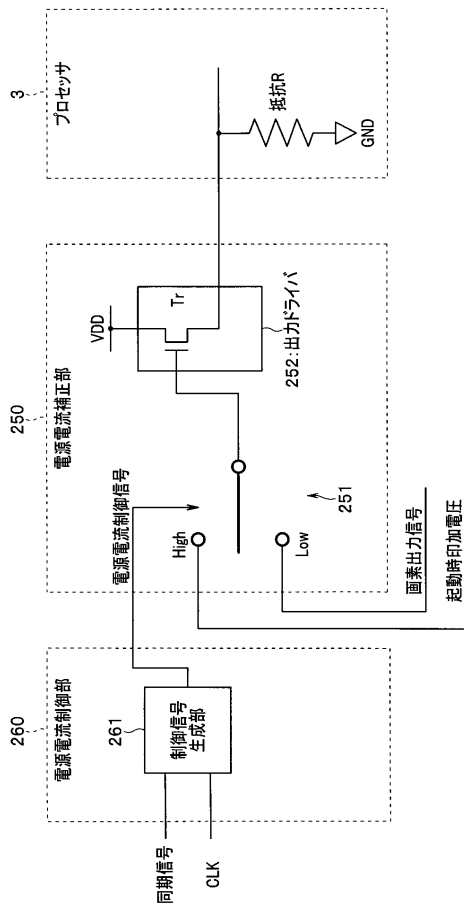 260
電源電流制御部
261
制御信号
生成部
同期信号
CLK
250
電源電流補正部
電源電流制御信号
High
Low
251
画素出力信号
起動時印加電圧
VDD
Tr
252:出力ドライバ
3
プロセッサ
抵抗R
GND